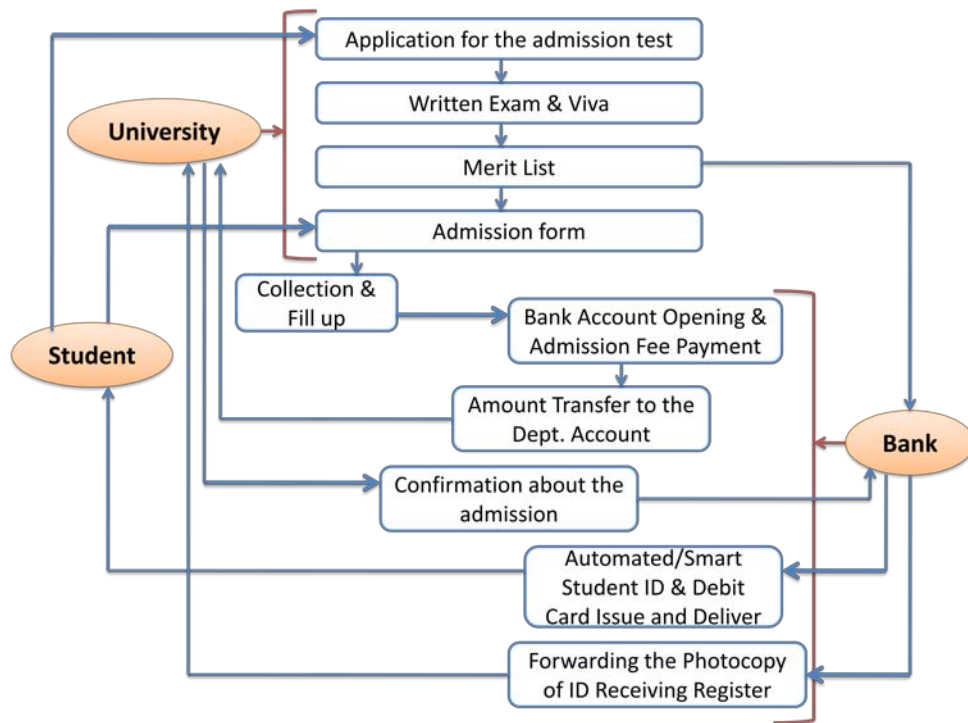 Application for the admission test
Written Exam & Viva
University
Merit List
Admission form
Collection &
Fill up
Bank Account Opening &
Admission Fee Payment
Student
Amount Transfer to the
Dept. Account
Bank
Confirmation about the
admission
Automated/Smart
Student ID & Debit
Card Issue and Deliver
Forwarding the Photocopy
of ID Receiving Register